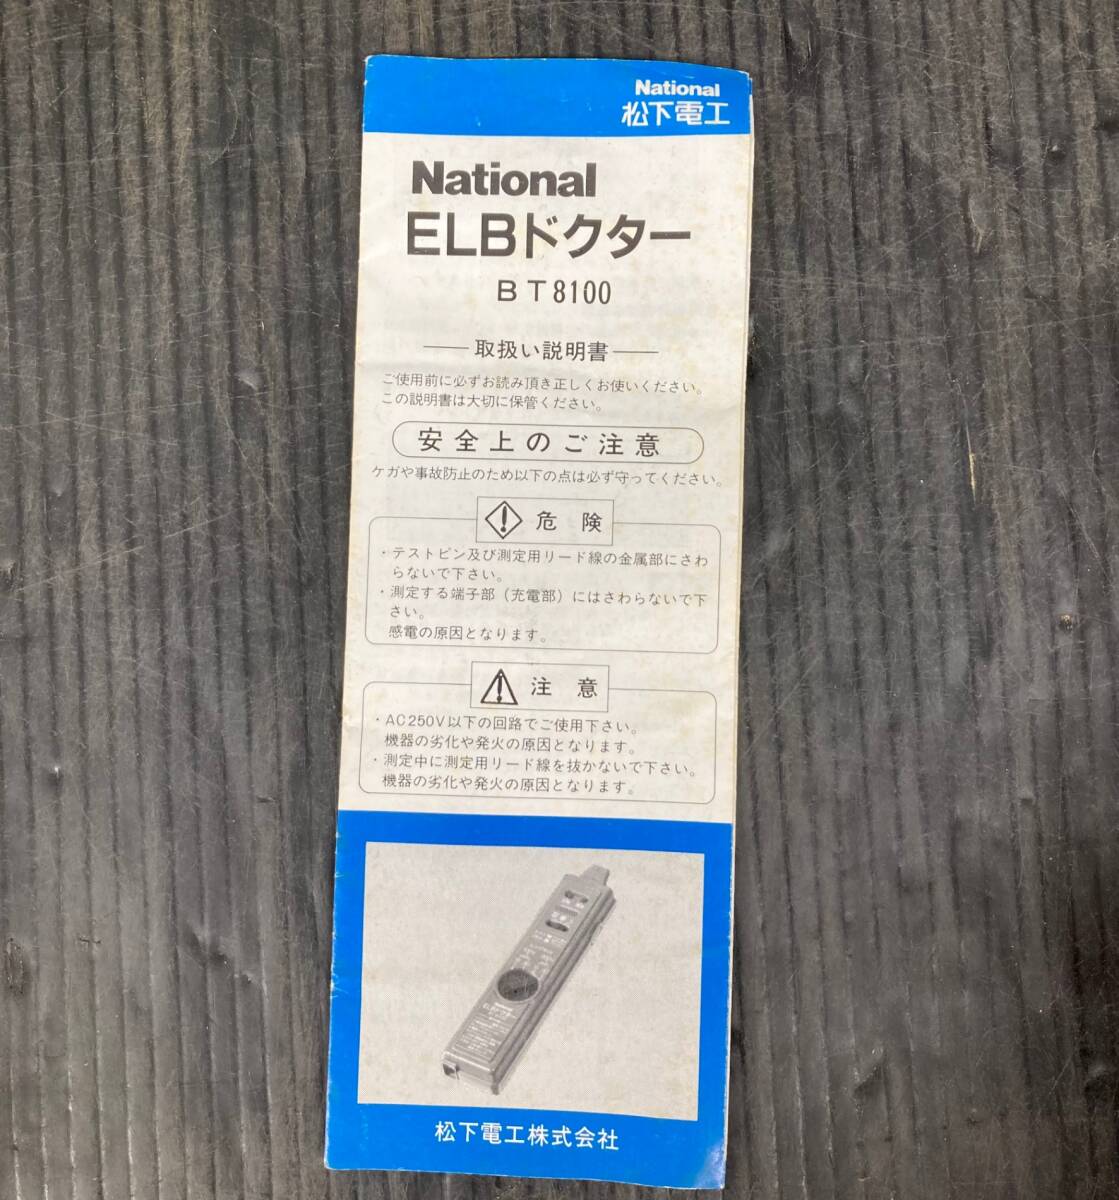 National
松下電工
National
ELBドクター
BT8100
取扱い説明書
ご使用前に必ずお読み頂き正しくお使いください。
この説明書は大切に保管ください。
安全上のご注意
ケガや事故防止のため以下の点は必ず守ってください。
危険
・テストピン及び測定用リード線の金属部にさわ
らないで下さい。
・測定する端子部（充電部）にはさわらないで下
さい。
感電の原因となります。
注意
・AC250V以下の回路でご使用下さい。
機器の劣化や発火の原因となります。
・測定中に測定用リード線を抜かないで下さい。
機器の劣化や発火の原因となります。
National
ELBドクター
松下電工株式会社